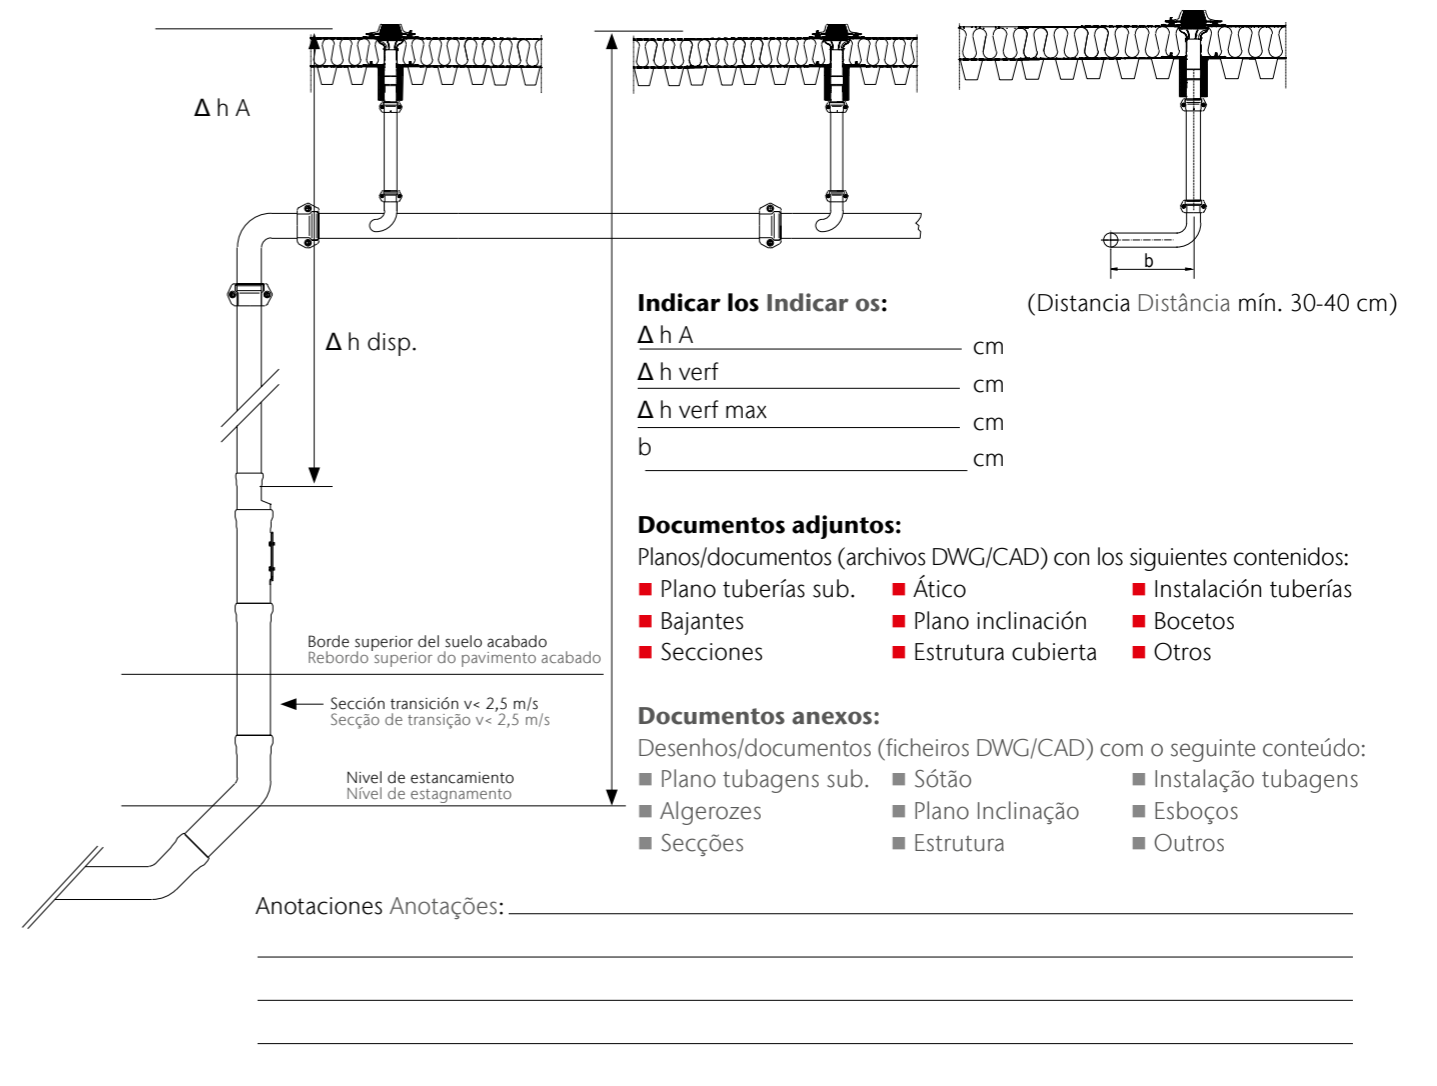 Δ h A
Δ h disp.
b
(Distancia Distância mín. 30-40 cm)
Indicar los Indicar os:
Δ h A cm
Δ h verf cm
Δ h verf max cm
b cm
Documentos adjuntos:
Planos/documentos (archivos DWG/CAD) con los siguientes contenidos:
Plano tuberías sub. Ático Instalación tuberías
Bajantes Plano inclinación Bocetos
Secciones Estrutura cubierta Otros
Borde superior del suelo acabado
Rebordo superior do pavimento acabado
Sección transición v< 2,5 m/s
Secção de transição v< 2,5 m/s
Nivel de estancamiento
Nível de estagnamento
Documentos anexos:
Desenhos/documentos (ficheiros DWG/CAD) com o seguinte conteúdo:
Plano tubagens sub. Sótão Instalação tubagens
Algerozes Plano Inclinação Esboços
Secções Estrutura Outros
Anotaciones Anotações: